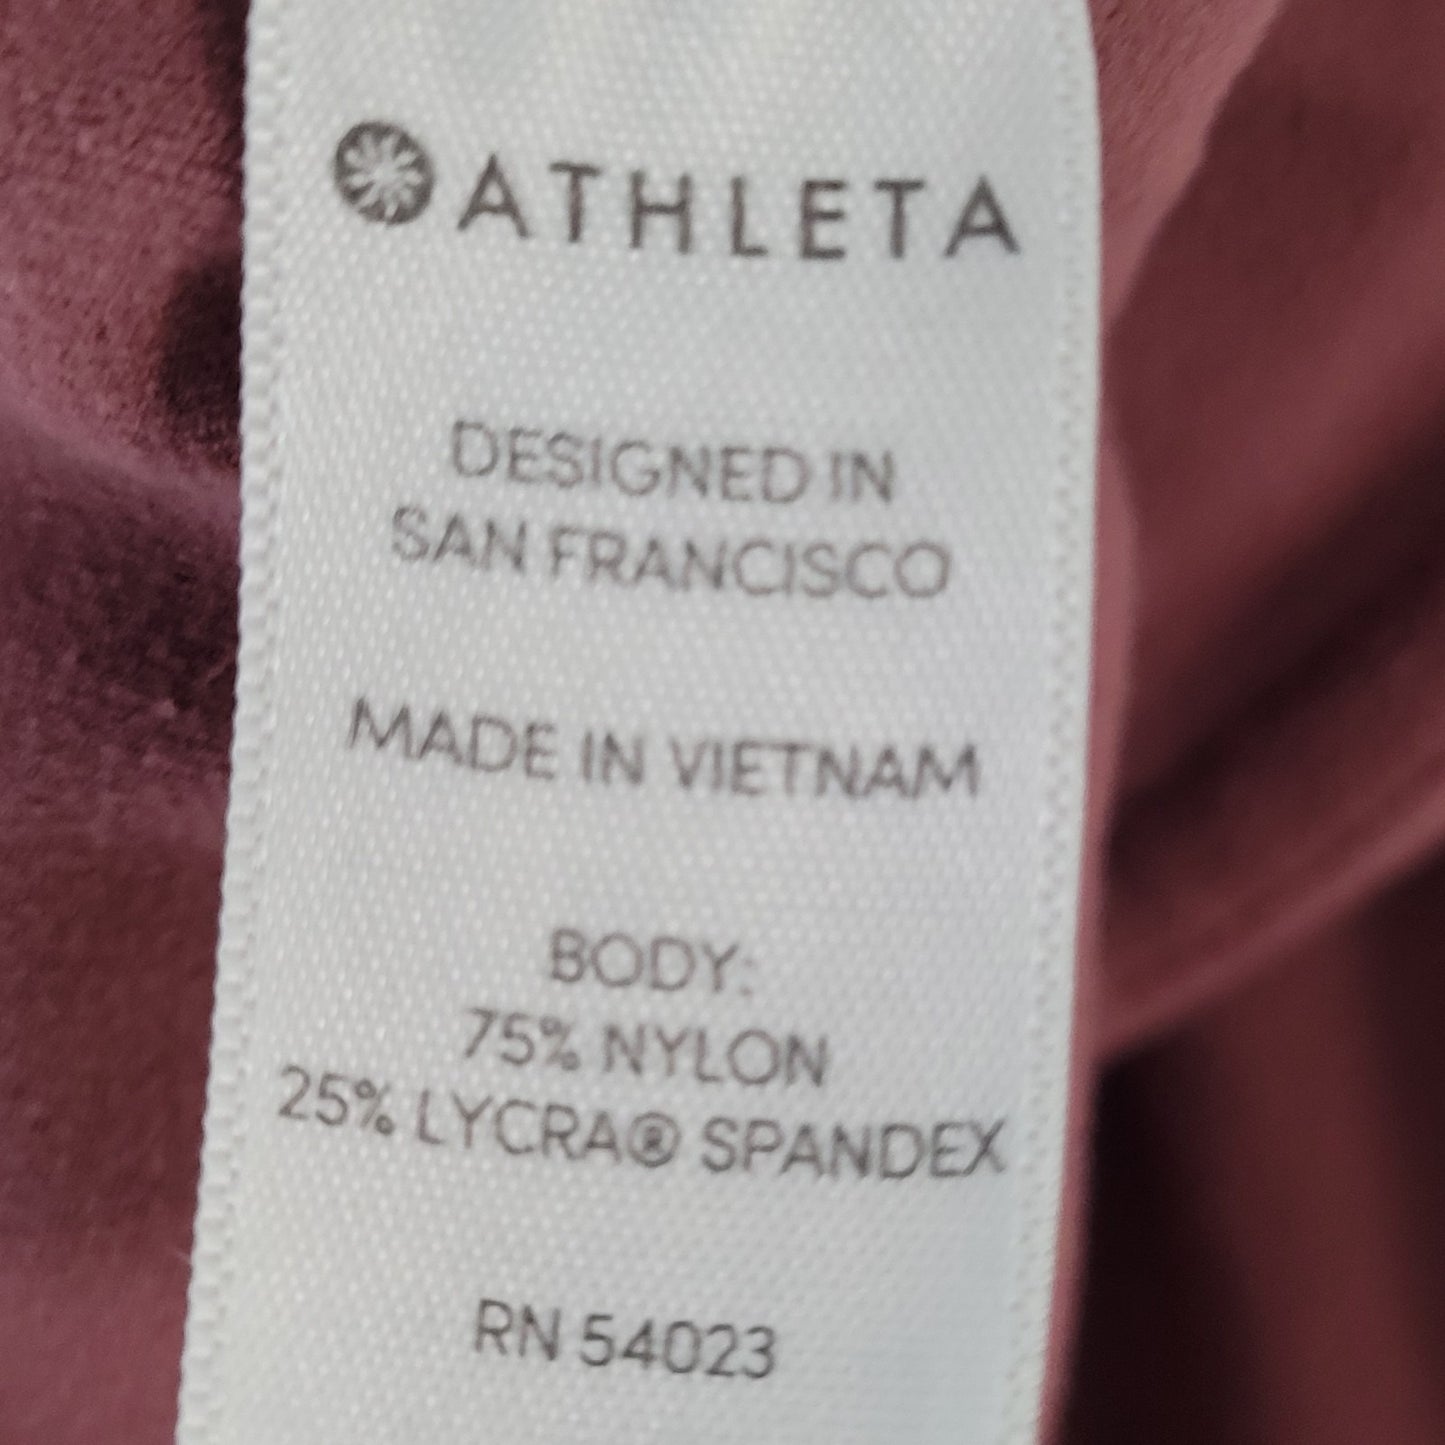 ATHLETA
DESIGNED IN
SAN FRANCISCO
MADE IN VIETNAM
BODY:
75% NYLON
25% LYCRA® SPANDEX
RN 54023